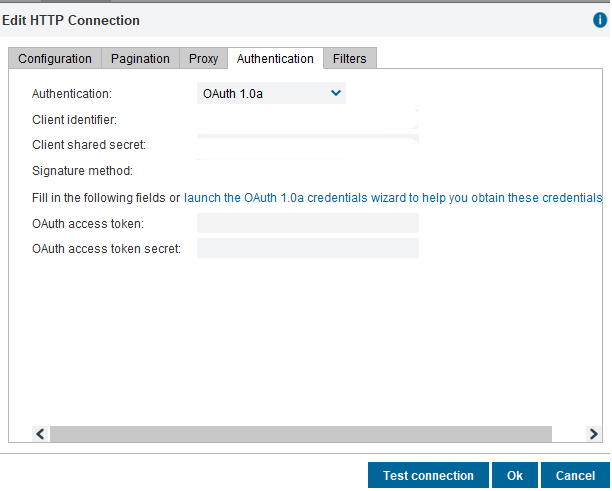 Edit HTTP Connection
Configuration Pagination Proxy Authentication Filters
Authentication: OAuth 1.0a
Client identifier:
Client shared secret:
Signature method:
Fill in the following fields or launch the OAuth 1.0a credentials wizard to help you obtain these credentials
OAuth access token:
OAuth access token secret:
Test connection Ok Cancel